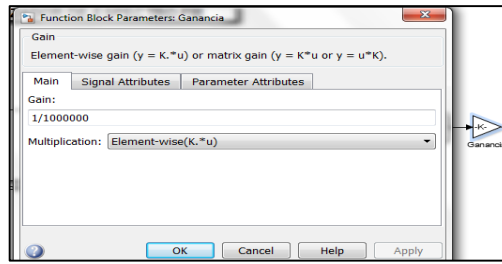 Function Block Parameters: Ganancia
Gain
Element-wise gain (y = K.*u) or matrix gain (y = K*u or y = u*K).
Main Signal Attributes Parameter Attributes
Gain:
1/1000000
Multiplication: Element-wise(K.*u)
-K-
Ganancia
OK Cancel Help Apply